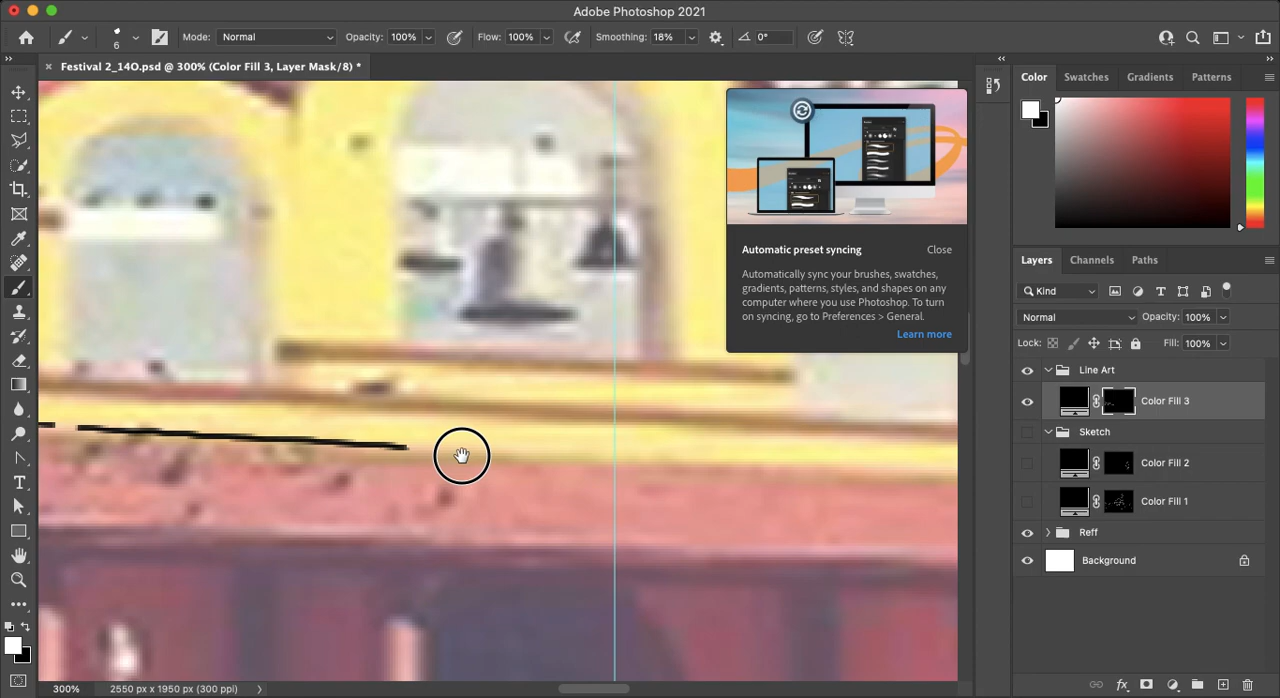 Adobe Photoshop 2021
6
Mode: Normal
Opacity: 100%
Flow: 100%
Smoothing: 18%
0°
Festival 2_14O.psd @ 300% (Color Fill 3, Layer Mask/8) *
Color
Swatches
Gradients
Patterns
Automatic preset syncing
Close
Automatically sync your brushes, swatches,
gradients, patterns, styles, and shapes on any
computer where you use Photoshop. To turn
on syncing, go to Preferences > General.
Learn more
Layers
Channels
Paths
Kind
Normal
Opacity: 100%
Lock:
Fill: 100%
Line Art
Color Fill 3
Sketch
Color Fill 2
Color Fill 1
Reff
Background
fx
300%
2550 px x 1950 px (300 ppi)